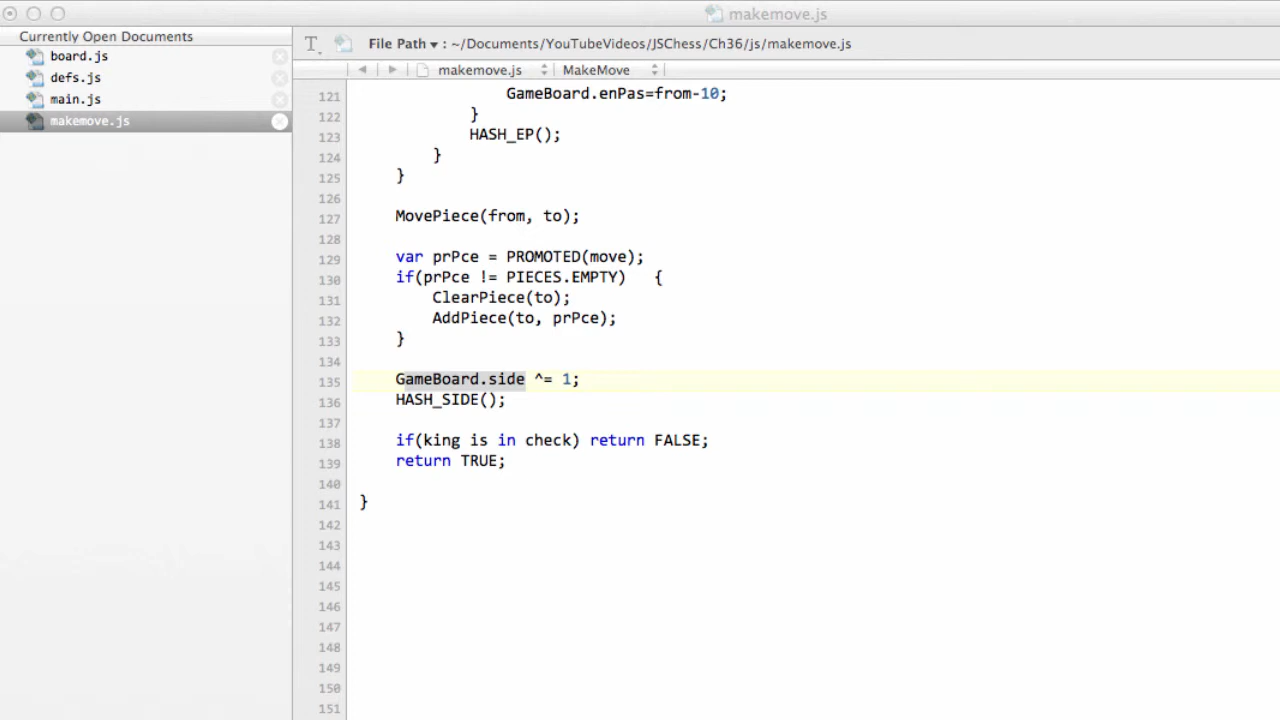 makemove.js
Currently Open Documents
board.js
defs.js
main.js
makemove.js
File Path ▾ : ~/Documents/YouTubeVideos/JSChess/Ch36/js/makemove.js
makemove.js MakeMove
121 GameBoard.enPas=from-10;
122 }
123 HASH_EP();
124 }
125 }
126
127 MovePiece(from, to);
128
129 var prPce = PROMOTED(move);
130 if(prPce != PIECES.EMPTY) {
131 ClearPiece(to);
132 AddPiece(to, prPce);
133 }
134
135 GameBoard.side ^= 1;
136 HASH_SIDE();
137
138 if(king is in check) return FALSE;
139 return TRUE;
140
141 }
142
143
144
145
146
147
148
149
150
151